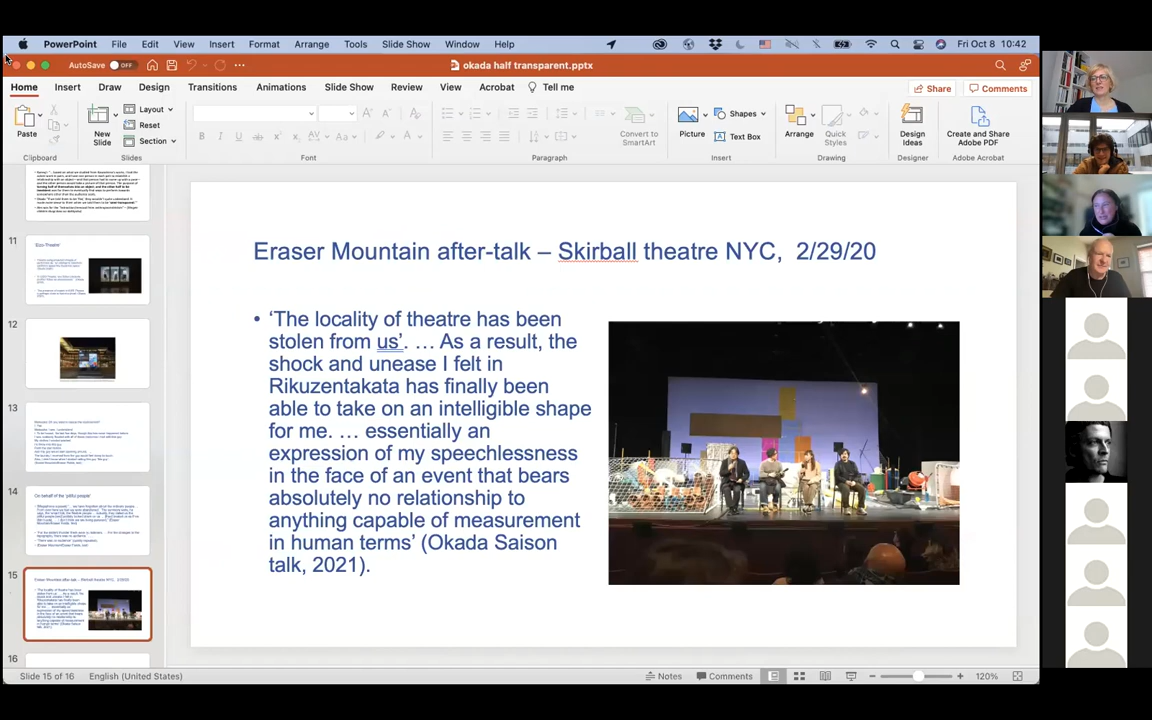 PowerPoint File Edit View Insert Format Arrange Tools Slide Show Window Help Fri Oct 8 10:42
AutoSave OFF okada half transparent.pptx
Home Insert Draw Design Transitions Animations Slide Show Review View Acrobat Tell me Share Comments
Paste New Slide Layout Reset Section Convert to SmartArt Picture Shapes Text Box Arrange Quick Styles Design Ideas Create and Share Adobe PDF
Clipboard Slides Font Paragraph Insert Drawing Designer Adobe Acrobat
11
12
13
14
15
16
Eraser Mountain after-talk – Skirball theatre NYC, 2/29/20
• ‘The locality of theatre has been
stolen from us’. … As a result, the
shock and unease I felt in
Rikuzentakata has finally been
able to take on an intelligible shape
for me. … essentially an
expression of my speechlessness
in the face of an event that bears
absolutely no relationship to
anything capable of measurement
in human terms’ (Okada Saison
talk, 2021).
Slide 15 of 16 English (United States) Notes Comments 120%